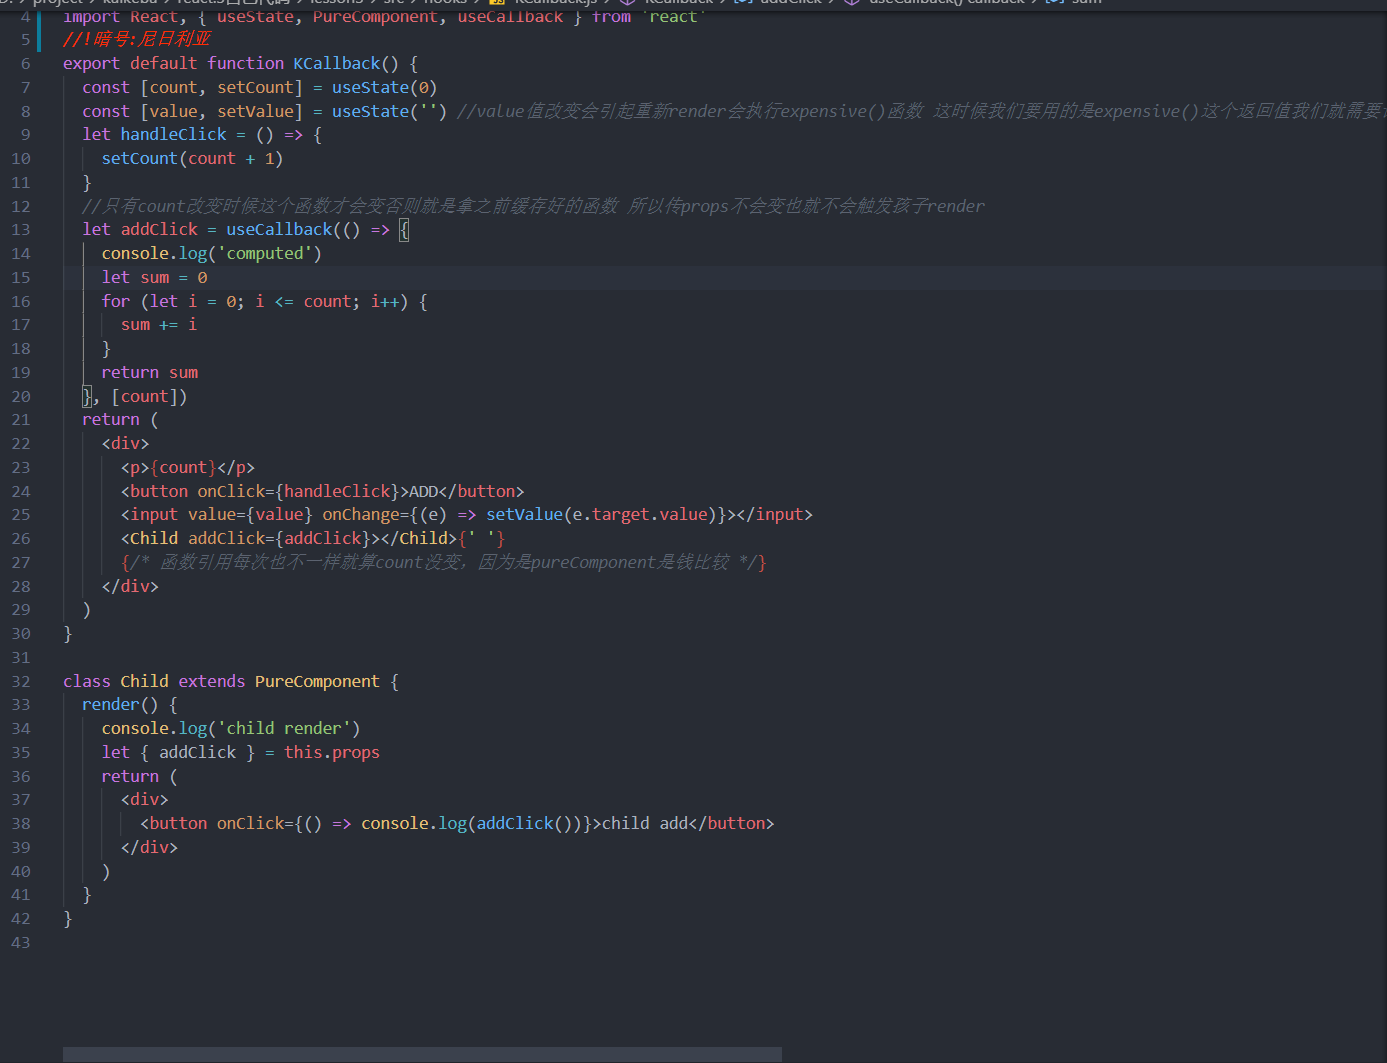 project > kaikeba > react
KCallback.js > KCallback > addClick > useCallback() callback > sum
4 import React, { useState, PureComponent, useCallback } from 'react'
5 //!暗号:尼日利亚
6 export default function KCallback() {
7 const [count, setCount] = useState(0)
8 const [value, setValue] = useState('') //value值改变会引起重新render会执行expensive()函数 这时候我们要用的是expensive()这个返回值我们就需要
9 let handleClick = () => {
10 setCount(count + 1)
11 }
12 //只有count改变时候这个函数才会变否则就是拿之前缓存好的函数 所以传props不会变也就不会触发孩子render
13 let addClick = useCallback(() => {
14 console.log('computed')
15 let sum = 0
16 for (let i = 0; i <= count; i++) {
17 sum += i
18 }
19 return sum
20 }, [count])
21 return (
22 <div>
23 <p>{count}</p>
24 <button onClick={handleClick}>ADD</button>
25 <input value={value} onChange={(e) => setValue(e.target.value)}></input>
26 <Child addClick={addClick}></Child>{' '}
27 {/* 函数引用每次也不一样就算count没变，因为是pureComponent是钱比较 */}
28 </div>
29 )
30 }
31
32 class Child extends PureComponent {
33 render() {
34 console.log('child render')
35 let { addClick } = this.props
36 return (
37 <div>
38 <button onClick={() => console.log(addClick())}>child add</button>
39 </div>
40 )
41 }
42 }
43